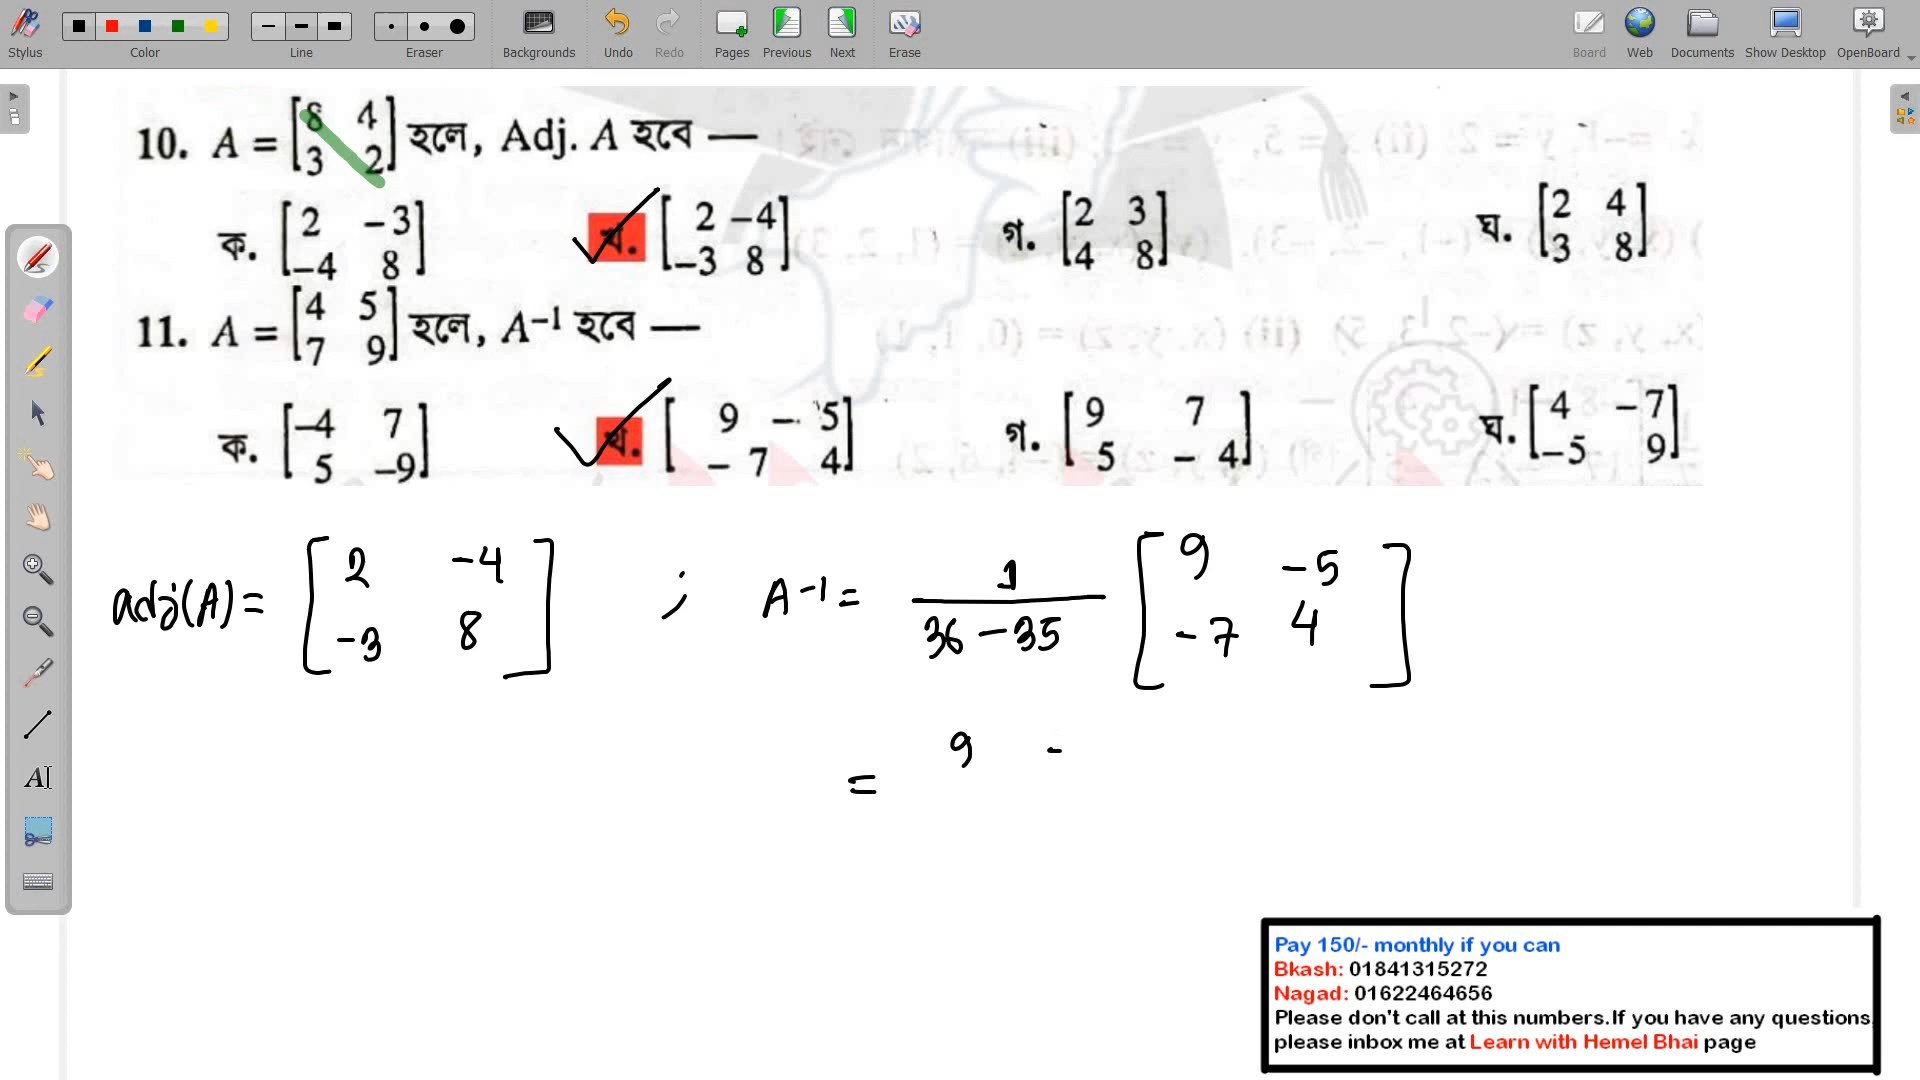 Stylus Color Line Eraser Backgrounds Undo Redo Pages Previous Next Erase Board Web Documents Show Desktop OpenBoard
10. A = [8 4 3 2] হলে, Adj. A হবে —
ক. [2 -3 -4 8] খ. [2 -4 -3 8] গ. [2 3 4 8] ঘ. [2 4 3 8]
11. A = [4 5 7 9] হলে, A⁻¹ হবে —
ক. [-4 7 5 -9] খ. [9 - 5 - 7 4] গ. [9 7 5 - 4] ঘ. [4 -7 -5 9]
adj(A) = [2 -4 -3 8] ; A⁻¹ = 1/(36-35) [9 -5 -7 4]
= 9 -
Pay 150/- monthly if you can
Bkash: 01841315272
Nagad: 01622464656
Please don't call at this numbers.If you have any questions
please inbox me at Learn with Hemel Bhai page